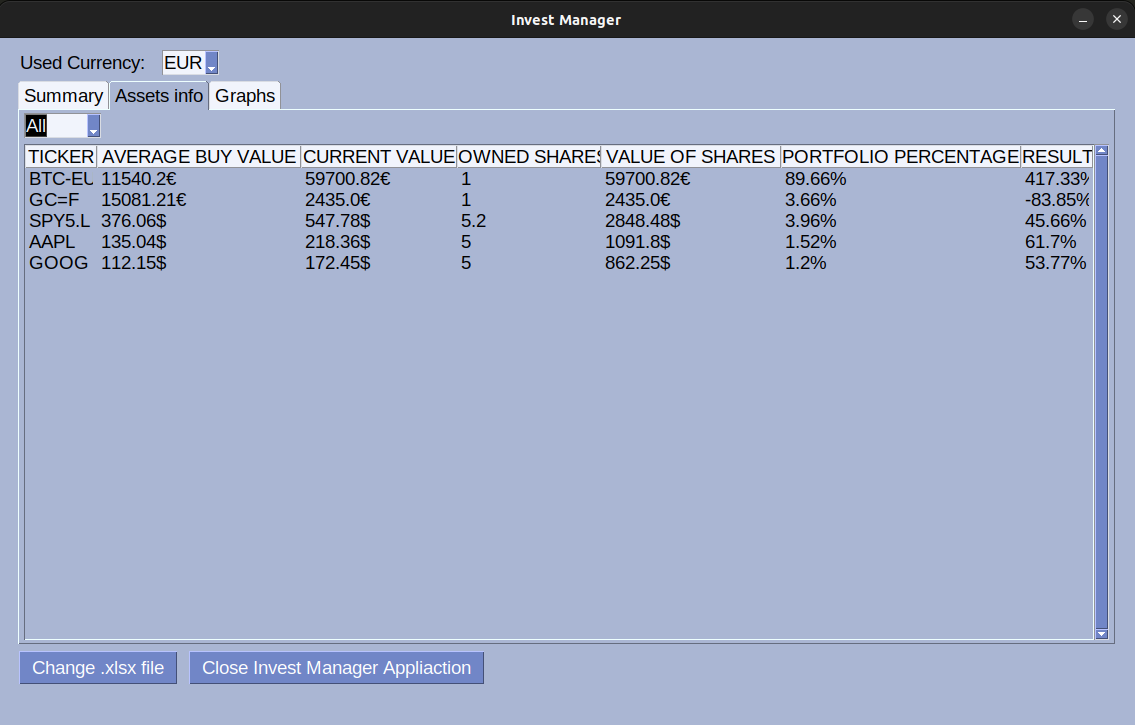 Invest Manager
Used Currency: EUR
Summary Assets info Graphs
All
TICKER AVERAGE BUY VALUE CURRENT VALUE OWNED SHARES VALUE OF SHARES PORTFOLIO PERCENTAGE RESULT
BTC-EU 11540.2€ 59700.82€ 1 59700.82€ 89.66% 417.33%
GC=F 15081.21€ 2435.0€ 1 2435.0€ 3.66% -83.85%
SPY5.L 376.06$ 547.78$ 5.2 2848.48$ 3.96% 45.66%
AAPL 135.04$ 218.36$ 5 1091.8$ 1.52% 61.7%
GOOG 112.15$ 172.45$ 5 862.25$ 1.2% 53.77%
Change .xlsx file Close Invest Manager Appliaction